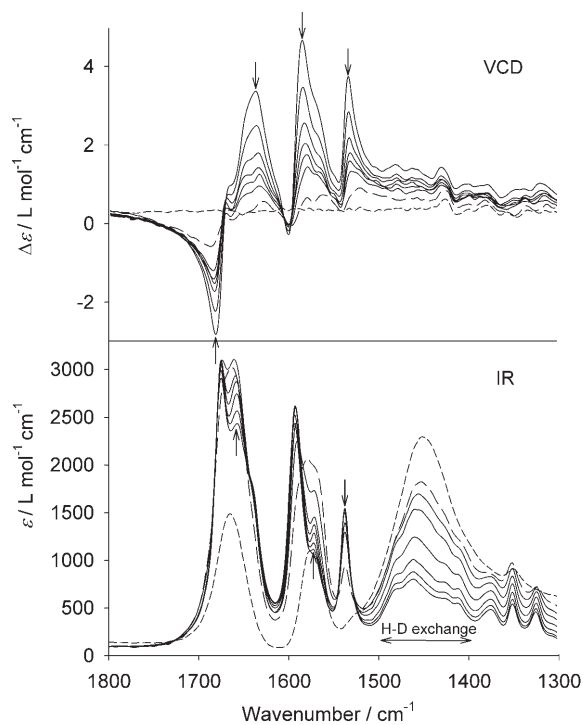 VCD
4
2
0
-2
Δε / L mol⁻¹ cm⁻¹
IR
3000
2500
2000
1500
1000
500
0
ε / L mol⁻¹ cm⁻¹
H-D exchange
1800 1700 1600 1500 1400 1300
Wavenumber / cm⁻¹